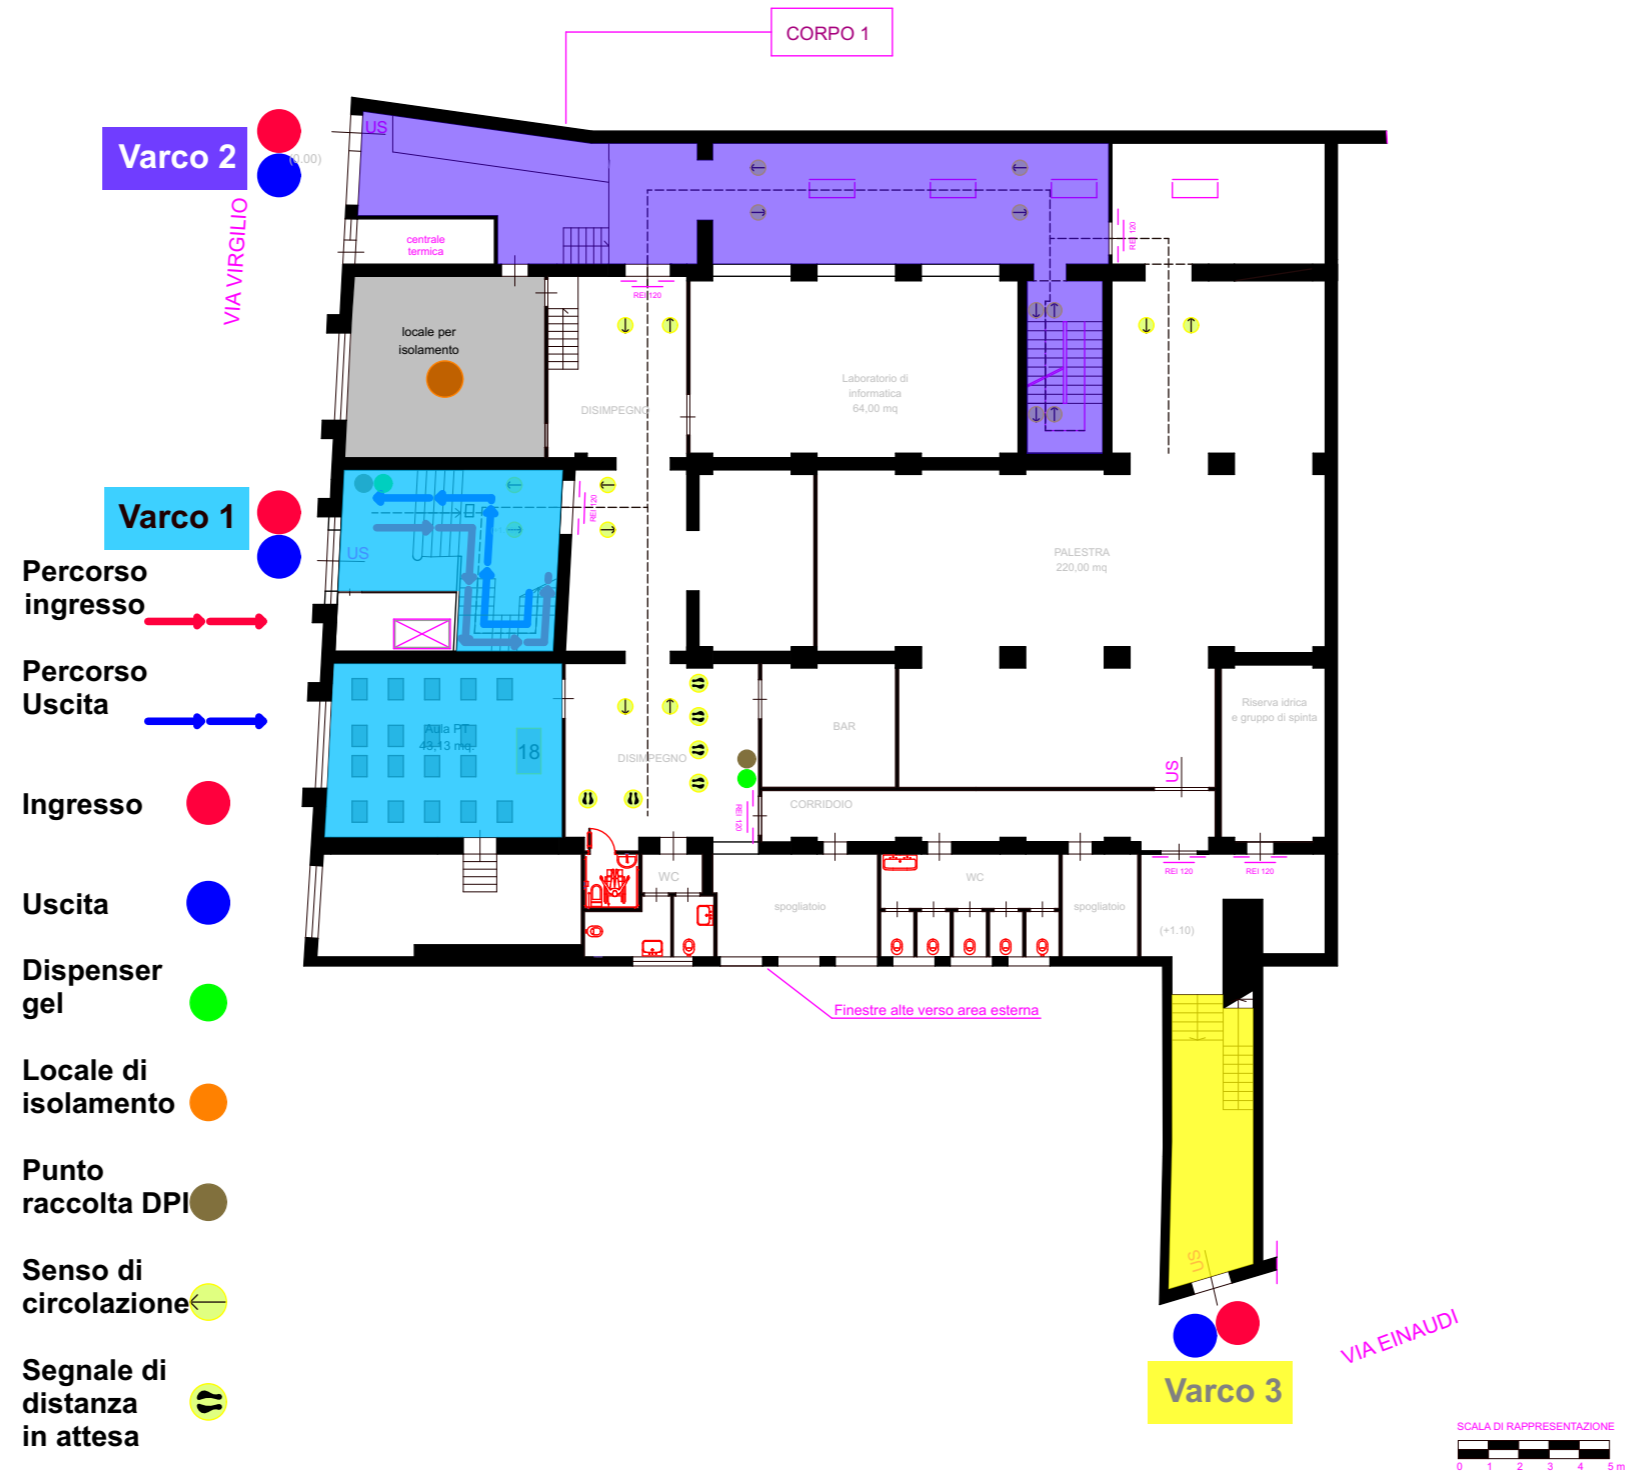 CORPO 1
Varco 2
US
(0.00)
VIA VIRGILIO
centrale
termica
REI 120
REI 120
locale per
isolamento
DISIMPEGNO
Laboratorio di
informatica
64,00 mq
Varco 1
US
REI 120
PALESTRA
220,00 mq
Percorso
ingresso
Percorso
Uscita
Aula PT
43,13 mq.
18
DISIMPEGNO
BAR
Riserva idrica
e gruppo di spinta
US
CORRIDOIO
REI 120
Ingresso
WC
WC
spogliatoio
spogliatoio
REI 120
REI 120
(+1.10)
Uscita
Dispenser
gel
Finestre alte verso area esterna
Locale di
isolamento
Punto
raccolta DPI
Senso di
circolazione
US
VIA EINAUDI
Segnale di
distanza
in attesa
Varco 3
SCALA DI RAPPRESENTAZIONE
0 1 2 3 4 5 m